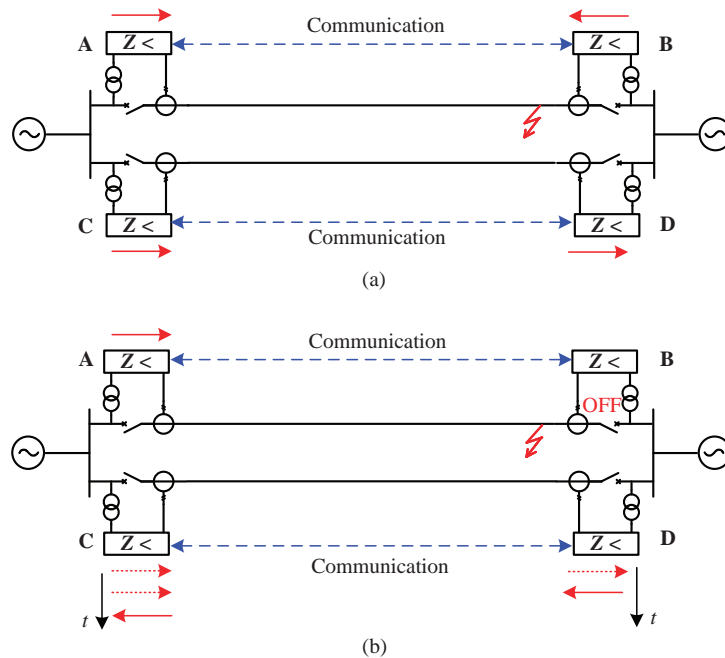 Communication
A Z < Z < B
C Z < Z < D
Communication
(a)
Communication
A Z < Z < B
OFF
C Z < Z < D
Communication
t t
(b)